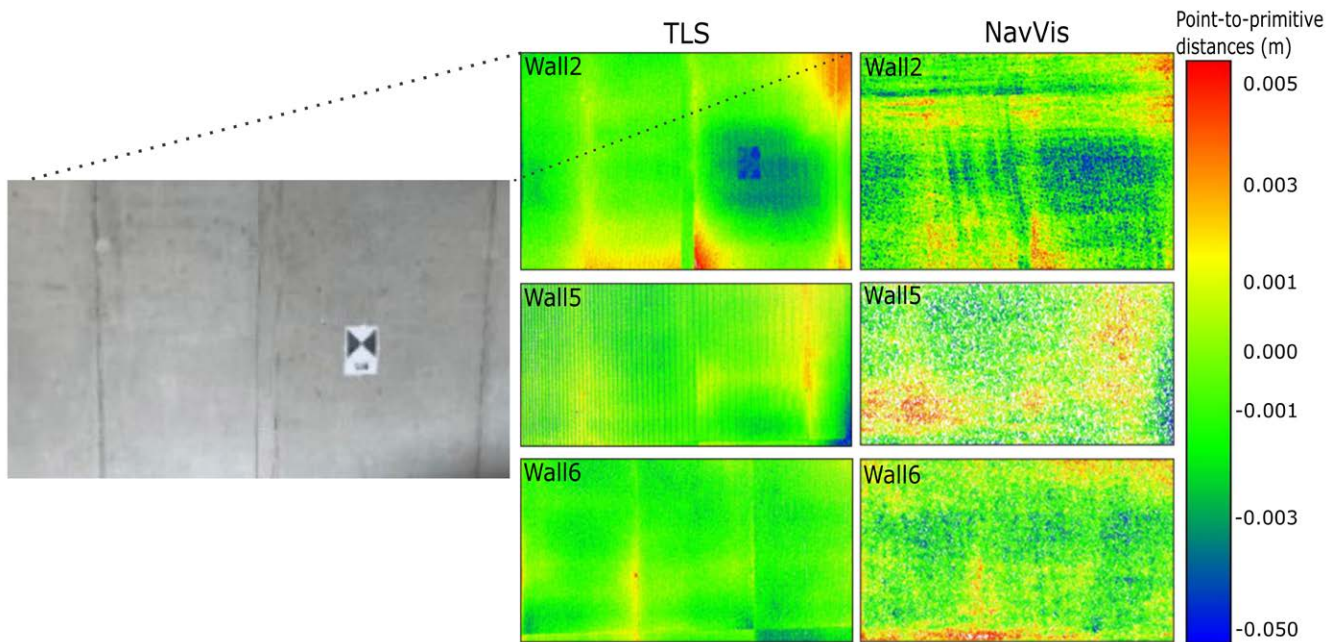 TLS
NavVis
Point-to-primitive
distances (m)
Wall2
Wall2
0.005
0.003
0.001
Wall5
Wall5
0.000
-0.001
Wall6
Wall6
-0.003
-0.050